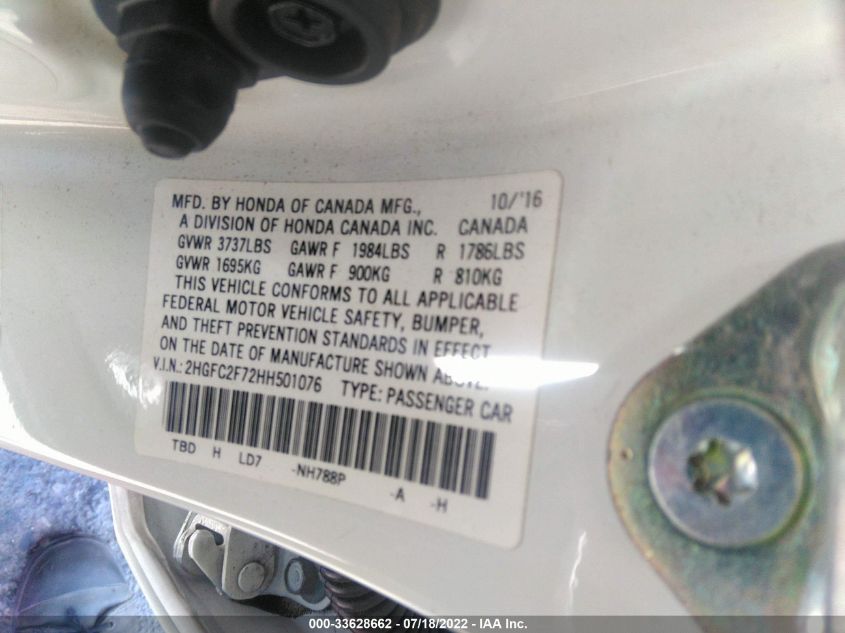 MFD. BY HONDA OF CANADA MFG., 10/'16
A DIVISION OF HONDA CANADA INC. CANADA
GVWR 3737LBS GAWR F 1984LBS R 1786LBS
GVWR 1695KG GAWR F 900KG R 810KG
THIS VEHICLE CONFORMS TO ALL APPLICABLE
FEDERAL MOTOR VEHICLE SAFETY, BUMPER,
AND THEFT PREVENTION STANDARDS IN EFFECT
ON THE DATE OF MANUFACTURE SHOWN ABOVE.
V.I.N.: 2HGFC2F72HH501076 TYPE: PASSENGER CAR
TBD H LD7 -NH788P -A -H
000-33628662 - 07/18/2022 - IAA Inc.